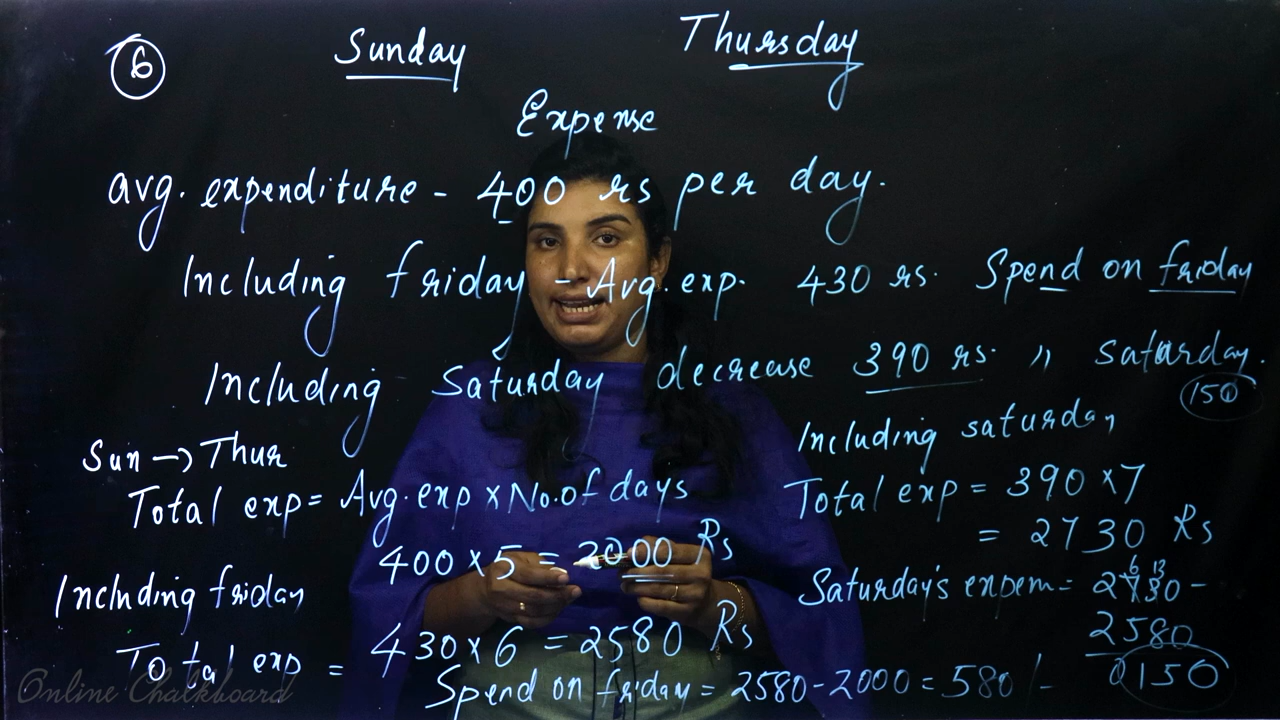 6 Sunday Thursday
Expense
avg. expenditure - 400 rs per day.
Including friday - Avg. exp. 430 rs. Spend on friday
Including Saturday decrease 390 rs. " saturday.
150
Sun → Thur
Total exp = Avg. exp × No. of days
400 × 5 = 2000 Rs
Including friday
Total exp = 430 × 6 = 2580 Rs
Spend on friday = 2580 - 2000 = 580/-
Including saturday
Total exp = 390 × 7
= 2730 Rs
6 13
Saturday's expem = 2730 -
2580
0150
Online Chalkboard